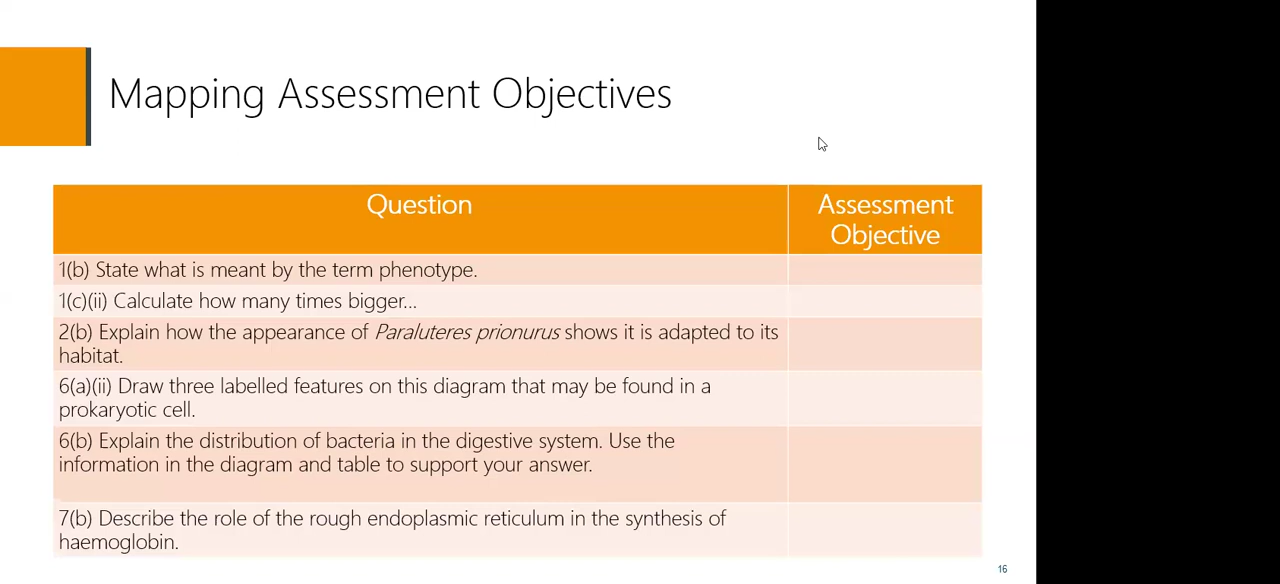 Mapping Assessment Objectives
Question
Assessment
Objective
1(b) State what is meant by the term phenotype.
1(c)(ii) Calculate how many times bigger...
2(b) Explain how the appearance of Paraluteres prionurus shows it is adapted to its
habitat.
6(a)(ii) Draw three labelled features on this diagram that may be found in a
prokaryotic cell.
6(b) Explain the distribution of bacteria in the digestive system. Use the
information in the diagram and table to support your answer.
7(b) Describe the role of the rough endoplasmic reticulum in the synthesis of
haemoglobin.
16